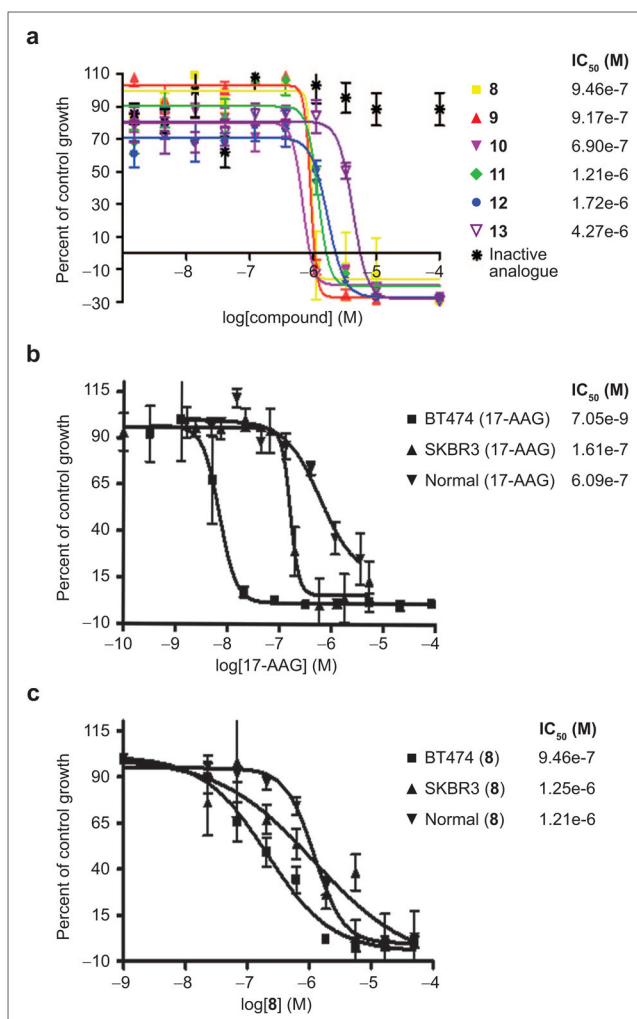 a
IC50 (M)
8 9.46e-7
9 9.17e-7
10 6.90e-7
11 1.21e-6
12 1.72e-6
13 4.27e-6
Inactive
analogue
Percent of control growth
110
90
70
50
30
10
−10
−30
−8 −7 −6 −5 −4
log[compound] (M)
b
IC50 (M)
BT474 (17-AAG) 7.05e-9
SKBR3 (17-AAG) 1.61e-7
Normal (17-AAG) 6.09e-7
Percent of control growth
115
90
65
40
15
−10
−10 −9 −8 −7 −6 −5 −4
log[17-AAG] (M)
c
IC50 (M)
BT474 (8) 9.46e-7
SKBR3 (8) 1.25e-6
Normal (8) 1.21e-6
Percent of control growth
115
90
65
40
15
−10
−9 −8 −7 −6 −5 −4
log[8] (M)